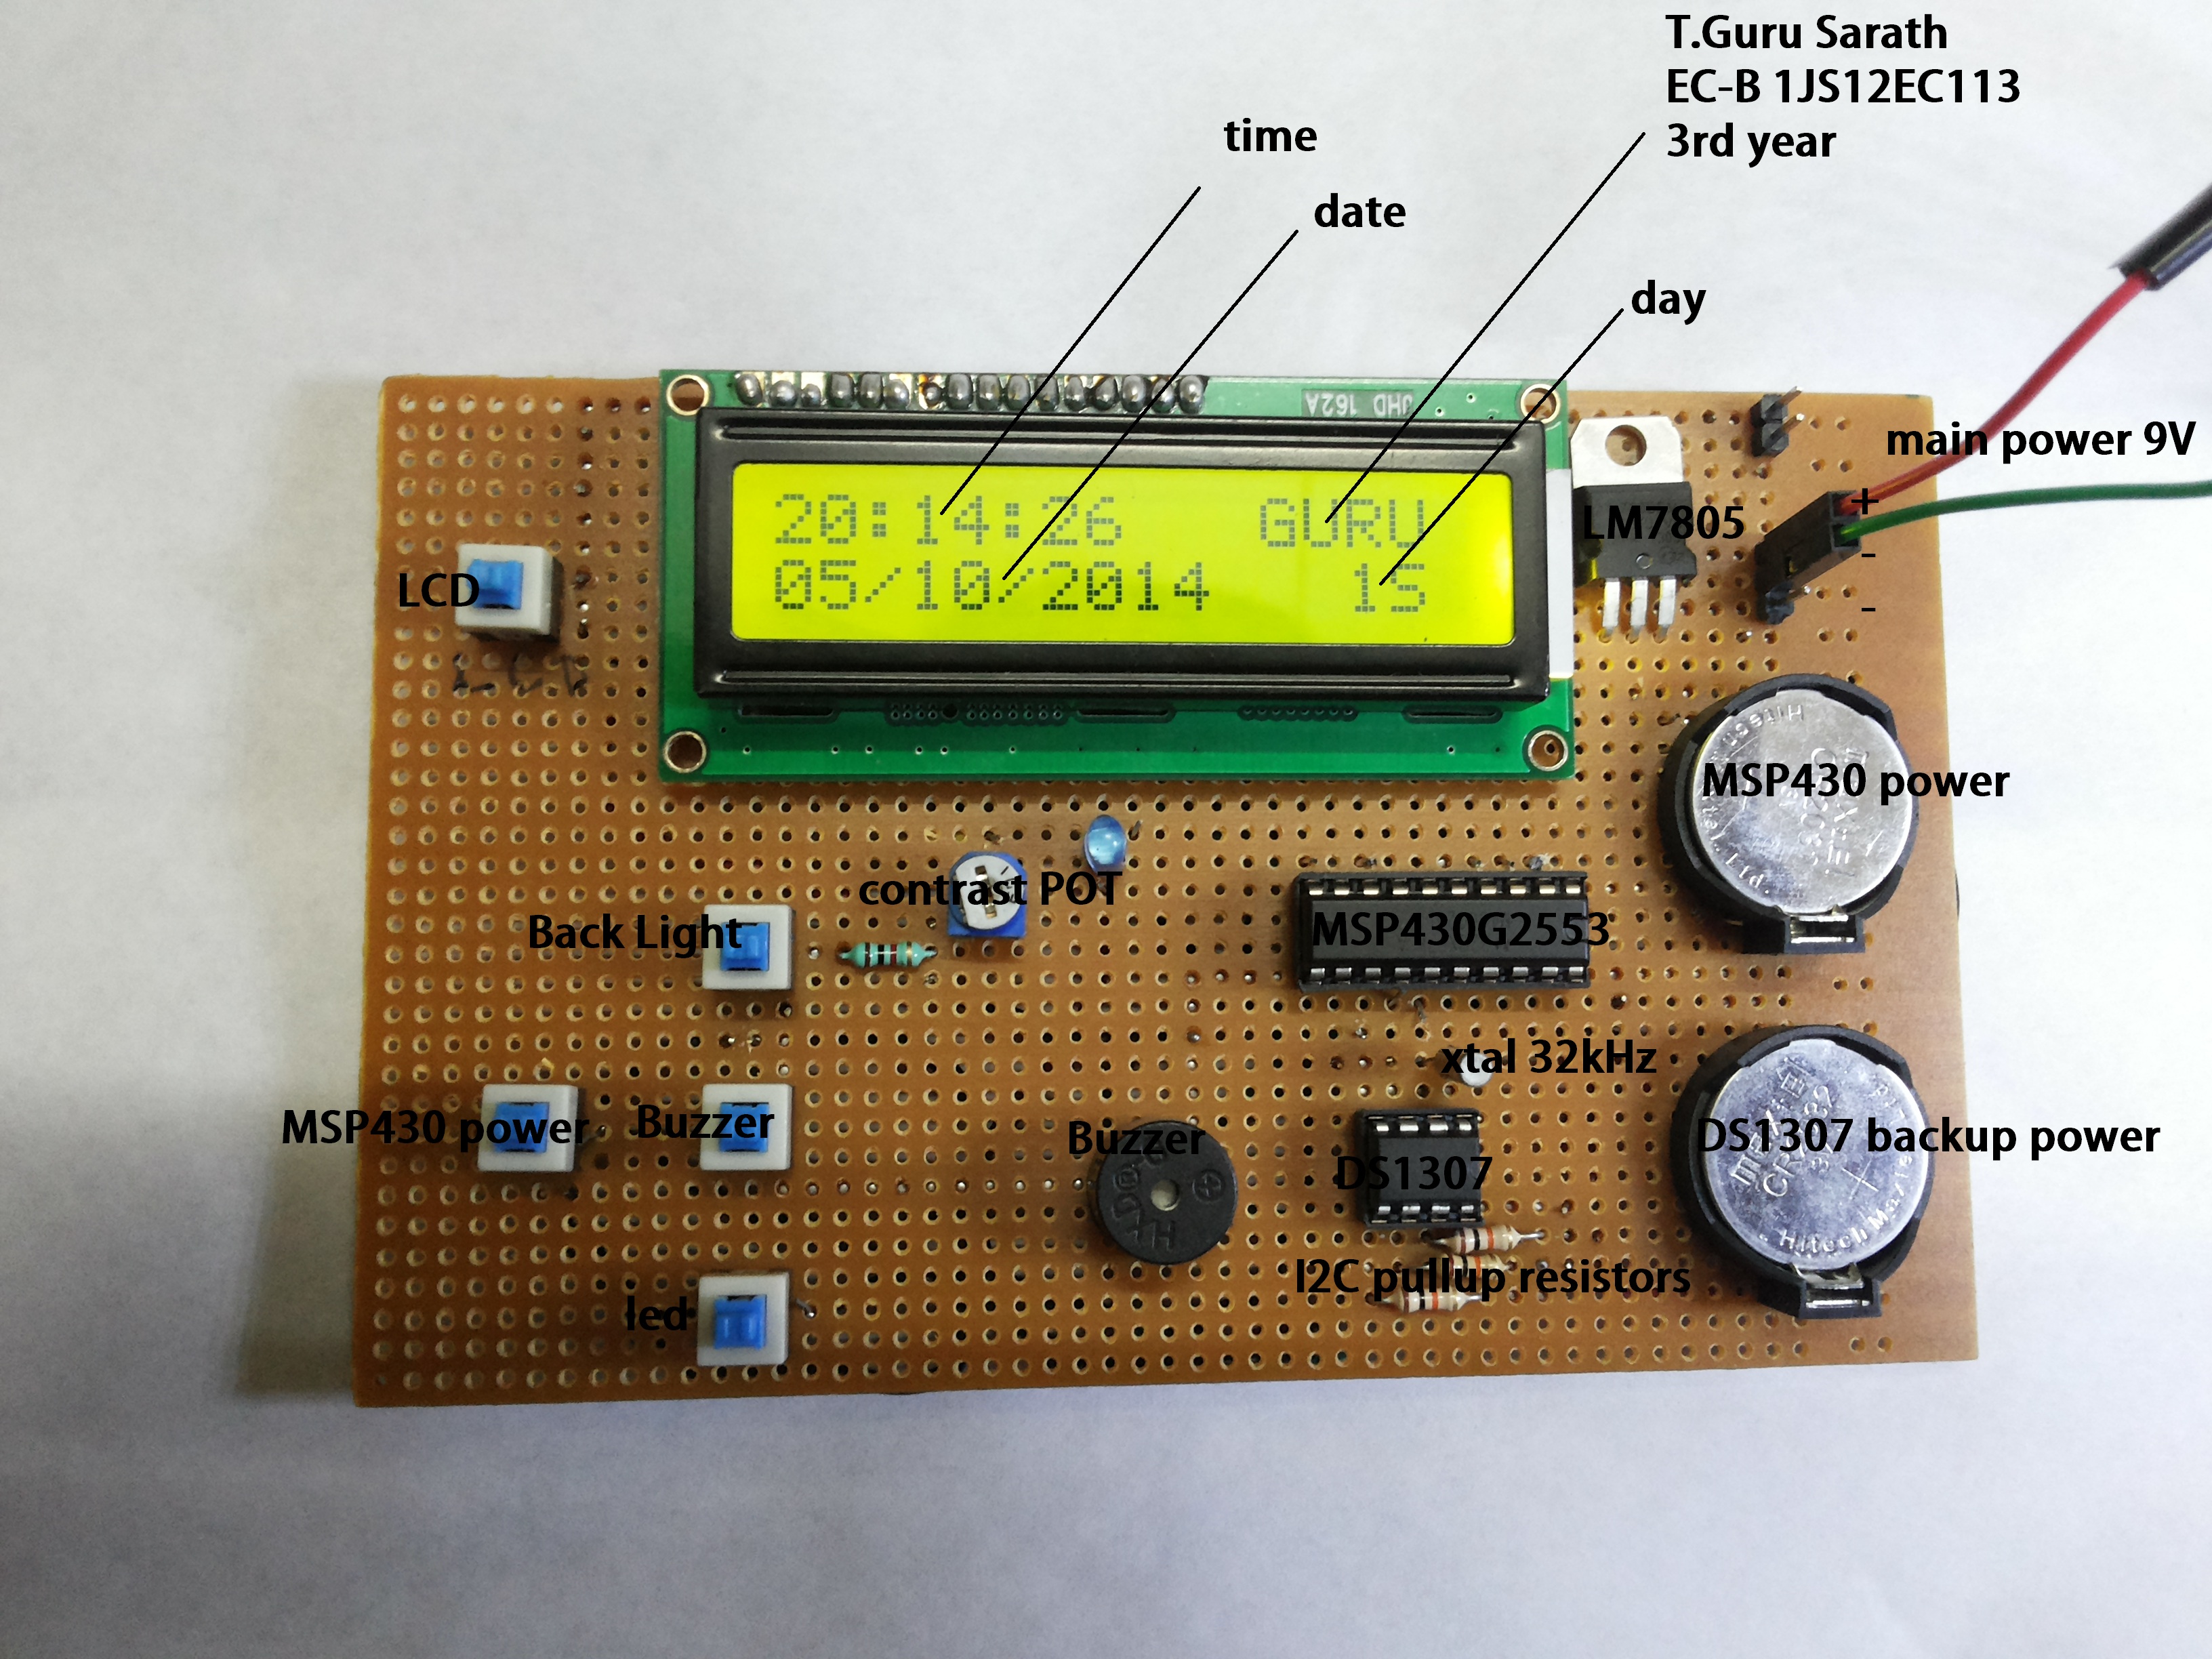 T.Guru Sarath
EC-B 1JS12EC113
3rd year
time
date
day
JHD 162A
main power 9V
+
-
-
LM7805
20:14:26 GURU
05/10/2014 1S
LCD
LCD
MSP430 power
contrast POT
Back Light
MSP430G2553
xtal 32kHz
MSP430 power
Buzzer
Buzzer
DS1307
DS1307 backup power
I2C pullup resistors
led